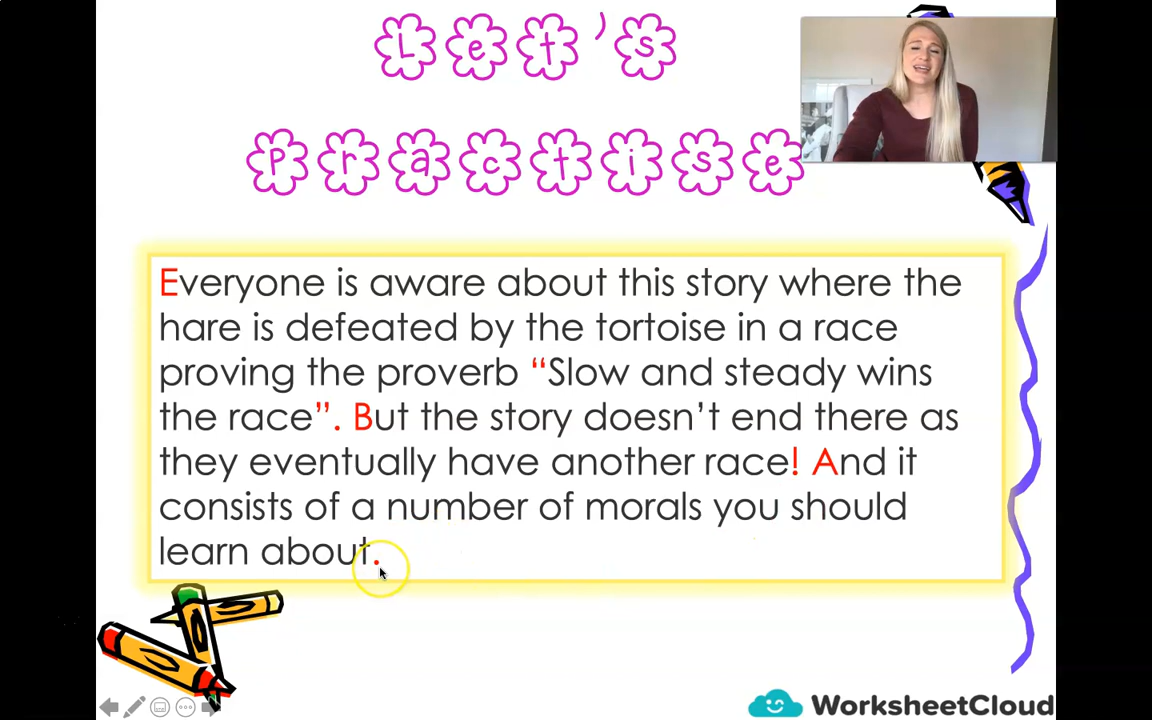 Let's
Practise
Everyone is aware about this story where the
hare is defeated by the tortoise in a race
proving the proverb “Slow and steady wins
the race”. But the story doesn’t end there as
they eventually have another race! And it
consists of a number of morals you should
learn about.
WorksheetCloud